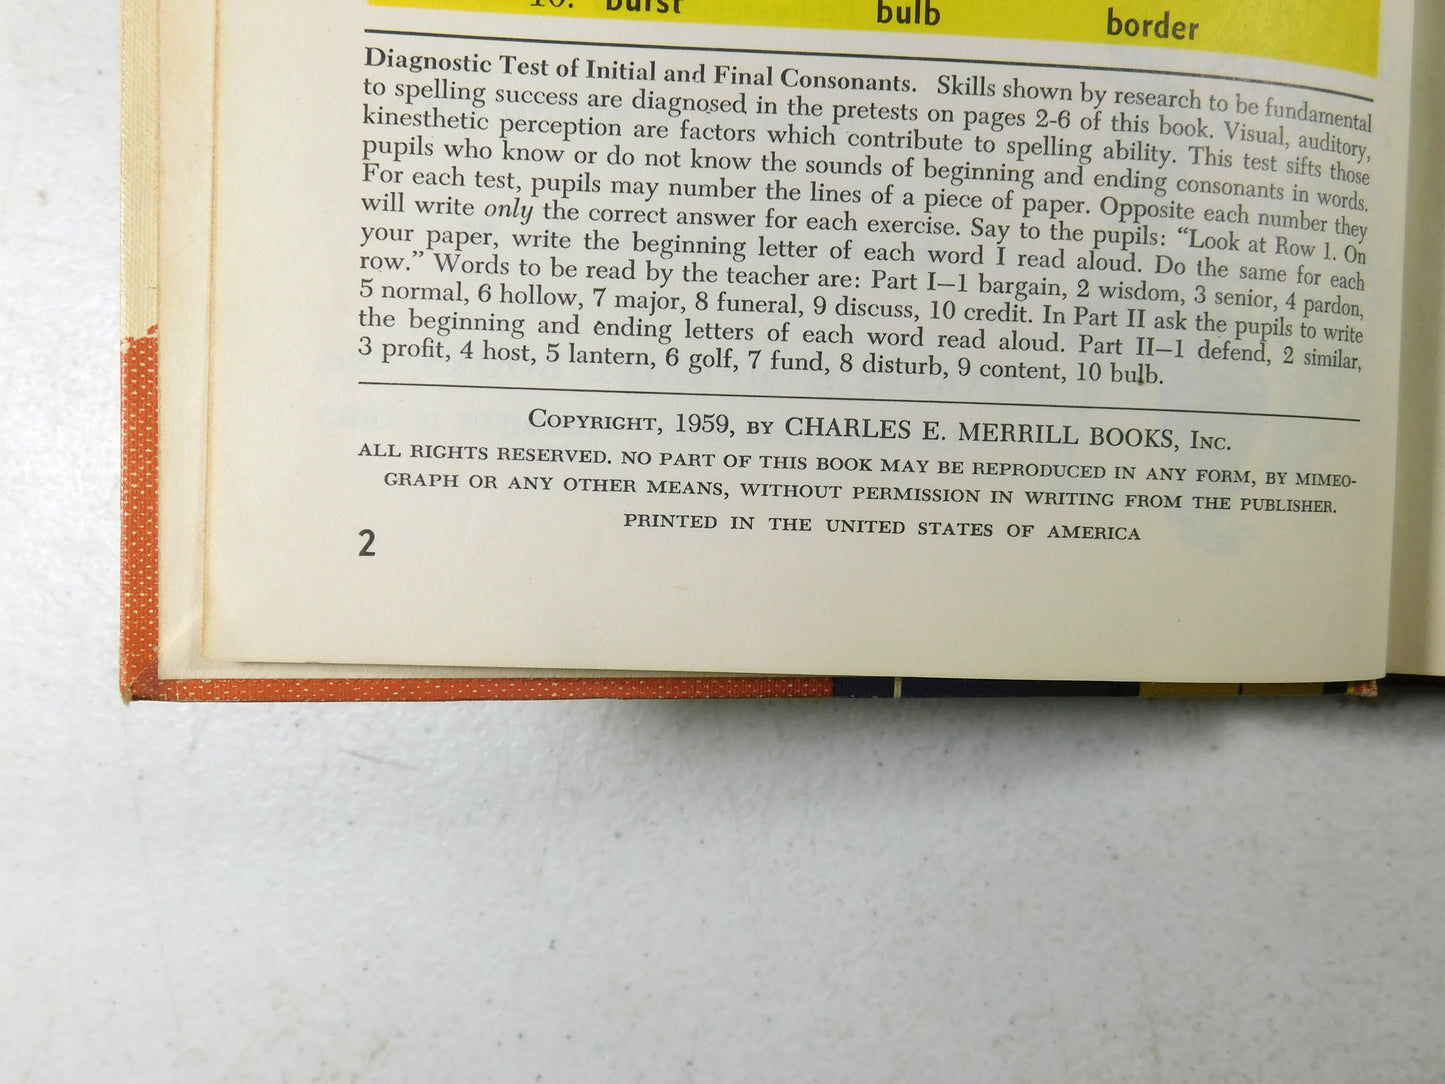 10. burst bulb border
Diagnostic Test of Initial and Final Consonants. Skills shown by research to be fundamental
to spelling success are diagnosed in the pretests on pages 2-6 of this book. Visual, auditory,
kinesthetic perception are factors which contribute to spelling ability. This test sifts those
pupils who know or do not know the sounds of beginning and ending consonants in words.
For each test, pupils may number the lines of a piece of paper. Opposite each number they
will write only the correct answer for each exercise. Say to the pupils: “Look at Row 1. On
your paper, write the beginning letter of each word I read aloud. Do the same for each
row.” Words to be read by the teacher are: Part I—1 bargain, 2 wisdom, 3 senior, 4 pardon,
5 normal, 6 hollow, 7 major, 8 funeral, 9 discuss, 10 credit. In Part II ask the pupils to write
the beginning and ending letters of each word read aloud. Part II—1 defend, 2 similar,
3 profit, 4 host, 5 lantern, 6 golf, 7 fund, 8 disturb, 9 content, 10 bulb.
Copyright, 1959, by CHARLES E. MERRILL BOOKS, Inc.
ALL RIGHTS RESERVED. NO PART OF THIS BOOK MAY BE REPRODUCED IN ANY FORM, BY MIMEO-
GRAPH OR ANY OTHER MEANS, WITHOUT PERMISSION IN WRITING FROM THE PUBLISHER.
PRINTED IN THE UNITED STATES OF AMERICA
2